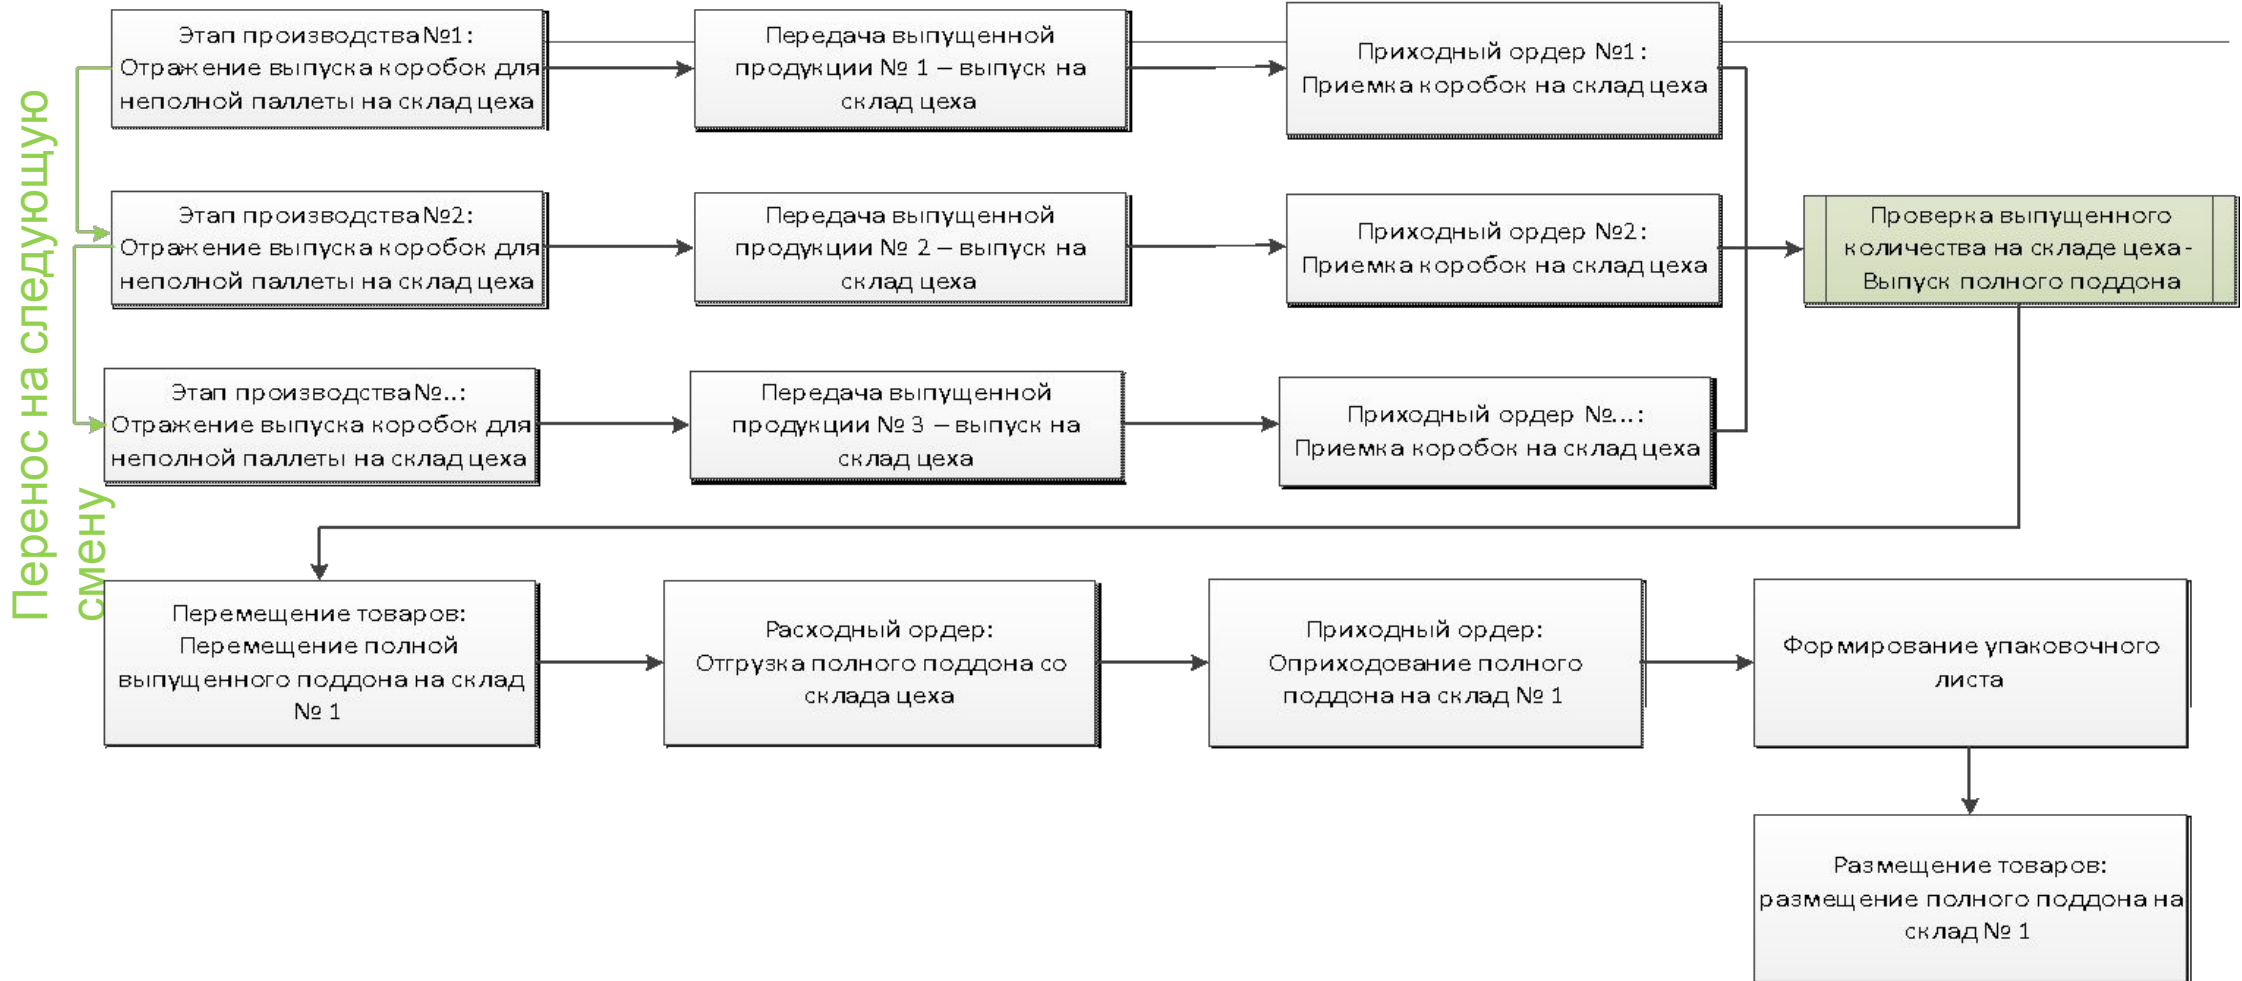 Перенос на следующую
смену
Этап производства №1:
Отражение выпуска коробок для
неполной паллеты на склад цеха
Передача выпущенной
продукции № 1 – выпуск на
склад цеха
Приходный ордер №1:
Приемка коробок на склад цеха
Этап производства №2:
Отражение выпуска коробок для
неполной паллеты на склад цеха
Передача выпущенной
продукции № 2 – выпуск на
склад цеха
Приходный ордер №2:
Приемка коробок на склад цеха
Проверка выпущенного
количества на складе цеха -
Выпуск полного поддона
Этап производства №..:
Отражение выпуска коробок для
неполной паллеты на склад цеха
Передача выпущенной
продукции № 3 – выпуск на
склад цеха
Приходный ордер №...:
Приемка коробок на склад цеха
Перемещение товаров:
Перемещение полной
выпущенного поддона на склад
№ 1
Расходный ордер:
Отгрузка полного поддона со
склада цеха
Приходный ордер:
Оприходование полного
поддона на склад № 1
Формирование упаковочного
листа
Размещение товаров:
размещение полного поддона на
склад № 1